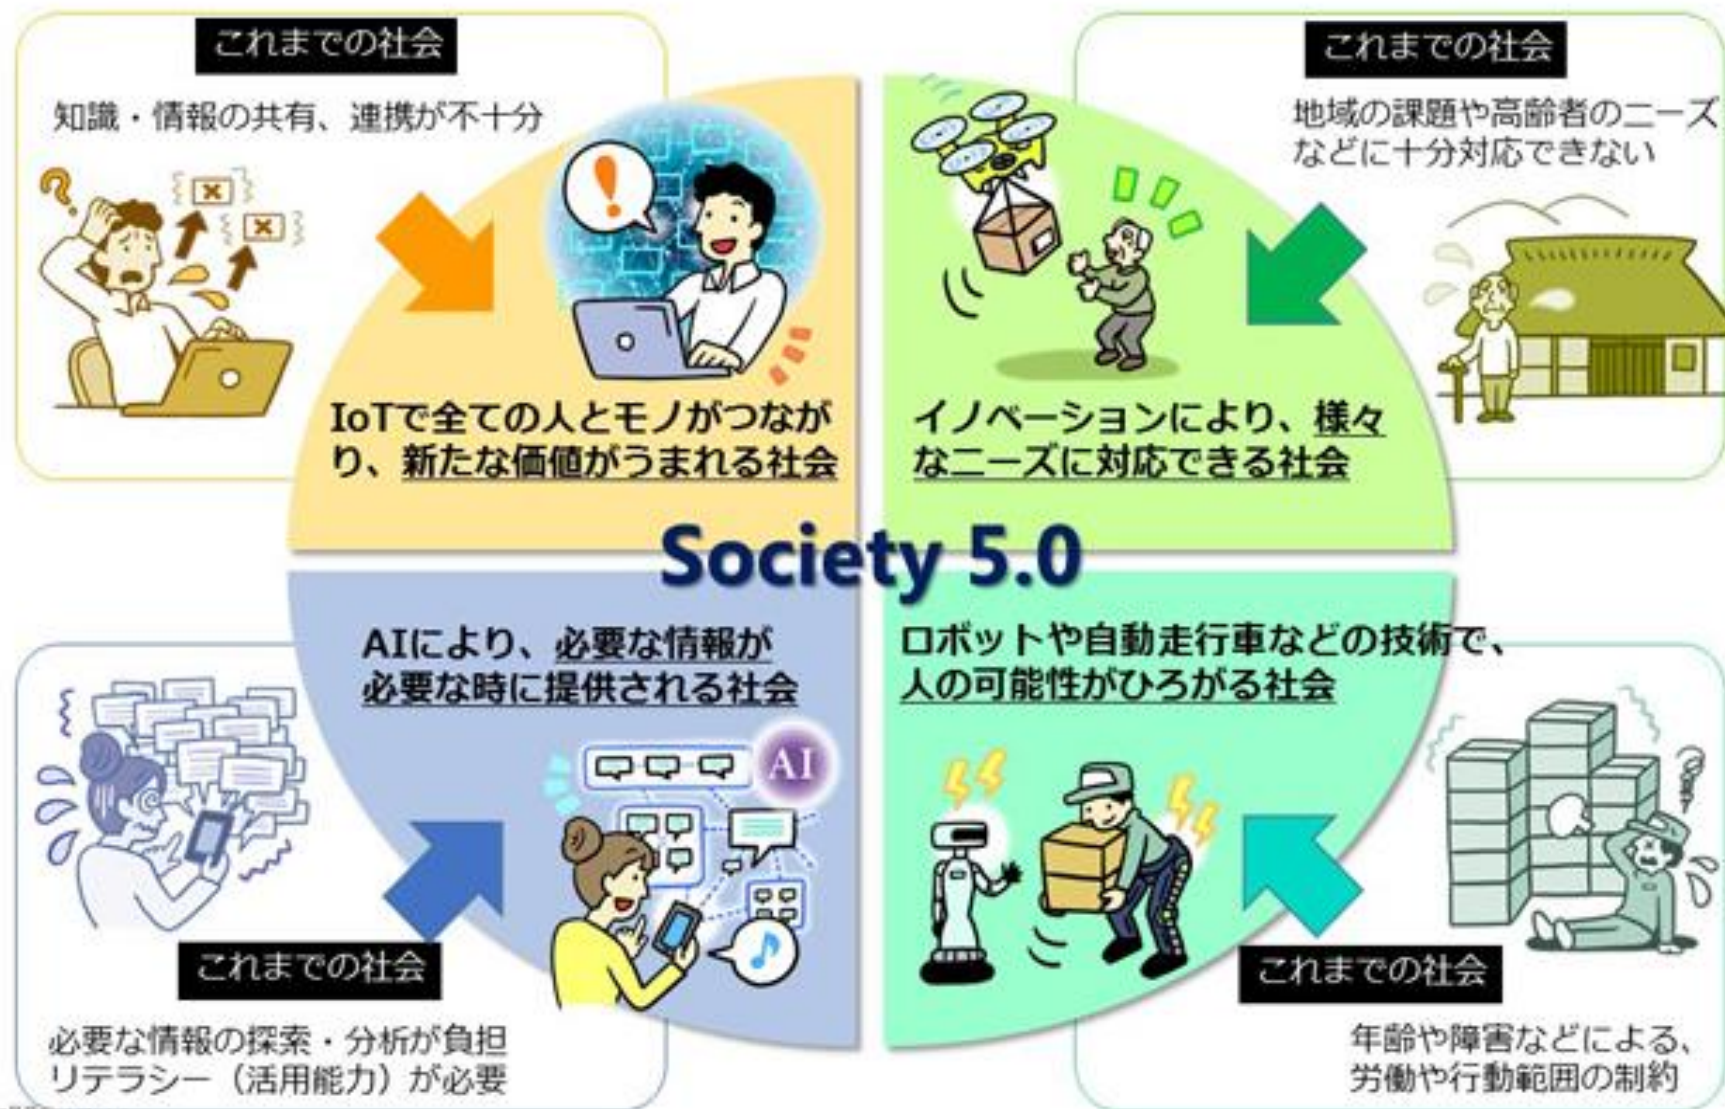 これまでの社会
知識・情報の共有、連携が不十分
IoTで全ての人とモノがつなが
り、新たな価値がうまれる社会
これまでの社会
地域の課題や高齢者のニーズ
などに十分対応できない
イノベーションにより、様々
なニーズに対応できる社会
Society 5.0
AIにより、必要な情報が
必要な時に提供される社会
AI
これまでの社会
必要な情報の探索・分析が負担
リテラシー（活用能力）が必要
ロボットや自動走行車などの技術で、
人の可能性がひろがる社会
これまでの社会
年齢や障害などによる、
労働や行動範囲の制約